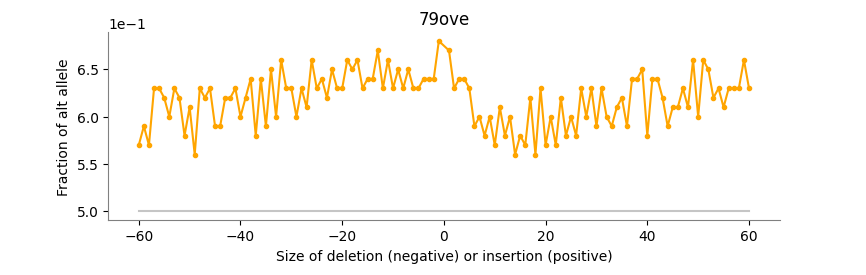 79ove
1e−1
6.5
6.0
5.5
5.0
Fraction of alt allele
−60 −40 −20 0 20 40 60
Size of deletion (negative) or insertion (positive)